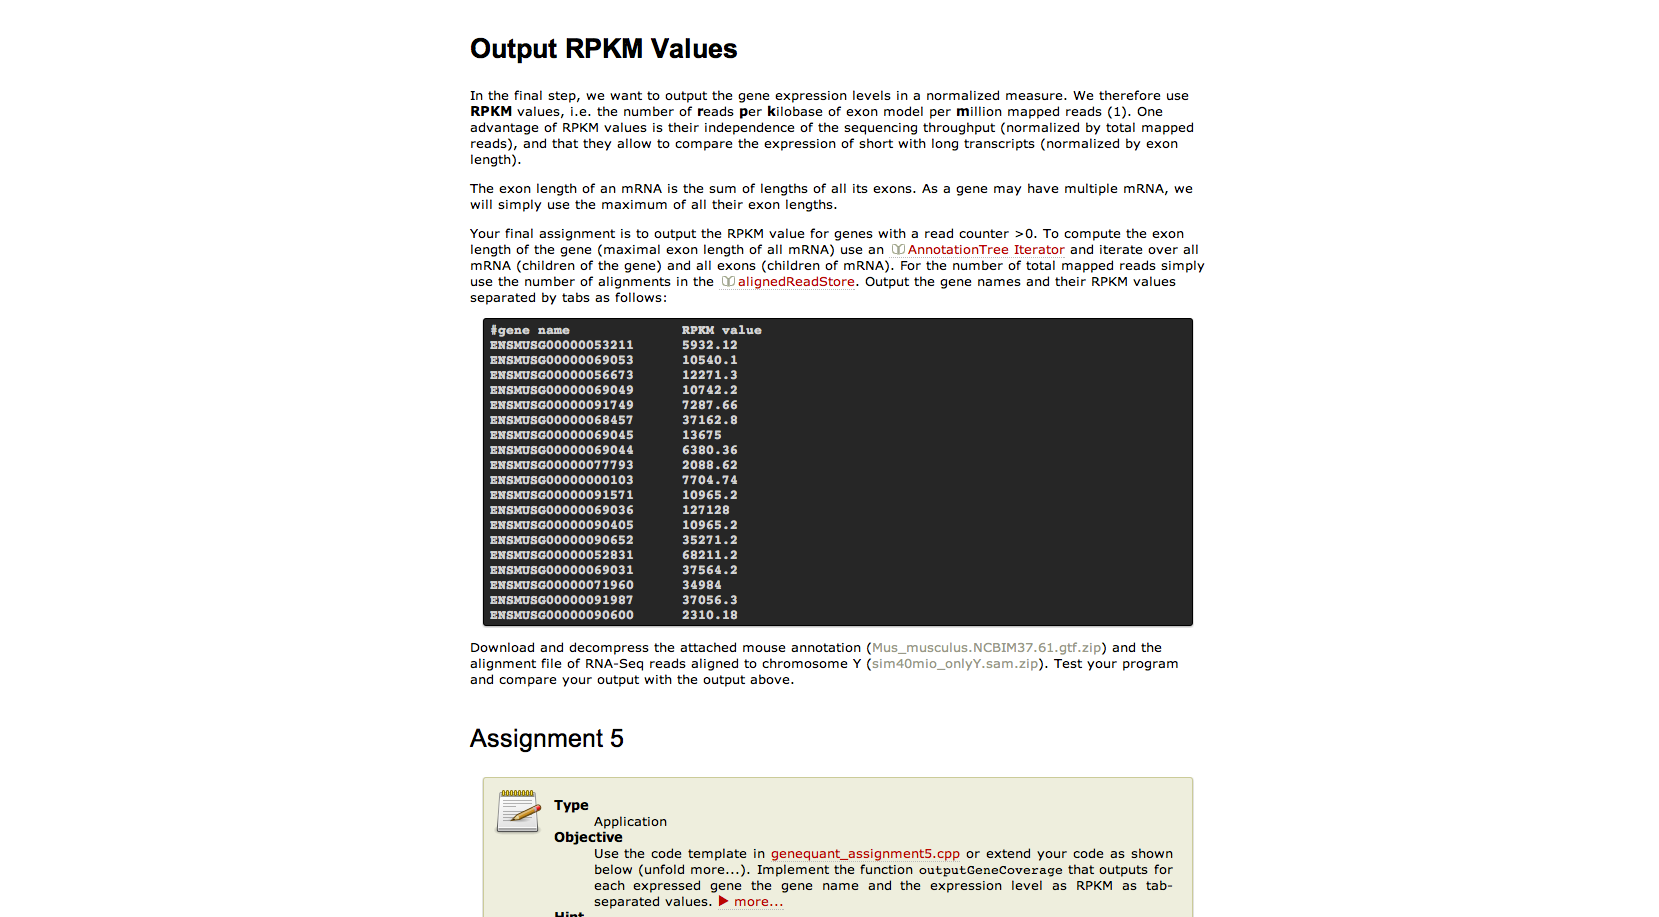 Output RPKM Values
In the final step, we want to output the gene expression levels in a normalized measure. We therefore use
RPKM values, i.e. the number of reads per kilobase of exon model per million mapped reads (1). One
advantage of RPKM values is their independence of the sequencing throughput (normalized by total mapped
reads), and that they allow to compare the expression of short with long transcripts (normalized by exon
length).
The exon length of an mRNA is the sum of lengths of all its exons. As a gene may have multiple mRNA, we
will simply use the maximum of all their exon lengths.
Your final assignment is to output the RPKM value for genes with a read counter >0. To compute the exon
length of the gene (maximal exon length of all mRNA) use an AnnotationTree Iterator and iterate over all
mRNA (children of the gene) and all exons (children of mRNA). For the number of total mapped reads simply
use the number of alignments in the alignedReadStore. Output the gene names and their RPKM values
separated by tabs as follows:
#gene name RPKM value
ENSMUSG00000053211 5932.12
ENSMUSG00000069053 10540.1
ENSMUSG00000056673 12271.3
ENSMUSG00000069049 10742.2
ENSMUSG00000091749 7287.66
ENSMUSG00000068457 37162.8
ENSMUSG00000069045 13675
ENSMUSG00000069044 6380.36
ENSMUSG00000077793 2088.62
ENSMUSG00000000103 7704.74
ENSMUSG00000091571 10965.2
ENSMUSG00000069036 127128
ENSMUSG00000090405 10965.2
ENSMUSG00000090652 35271.2
ENSMUSG00000052831 68211.2
ENSMUSG00000069031 37564.2
ENSMUSG00000071960 34984
ENSMUSG00000091987 37056.3
ENSMUSG00000090600 2310.18
Download and decompress the attached mouse annotation (Mus_musculus.NCBIM37.61.gtf.zip) and the
alignment file of RNA-Seq reads aligned to chromosome Y (sim40mio_onlyY.sam.zip). Test your program
and compare your output with the output above.
Assignment 5
Type
Application
Objective
Use the code template in genequant_assignment5.cpp or extend your code as shown
below (unfold more...). Implement the function outputGeneCoverage that outputs for
each expressed gene the gene name and the expression level as RPKM as tab-
separated values. ▶ more...
Hint